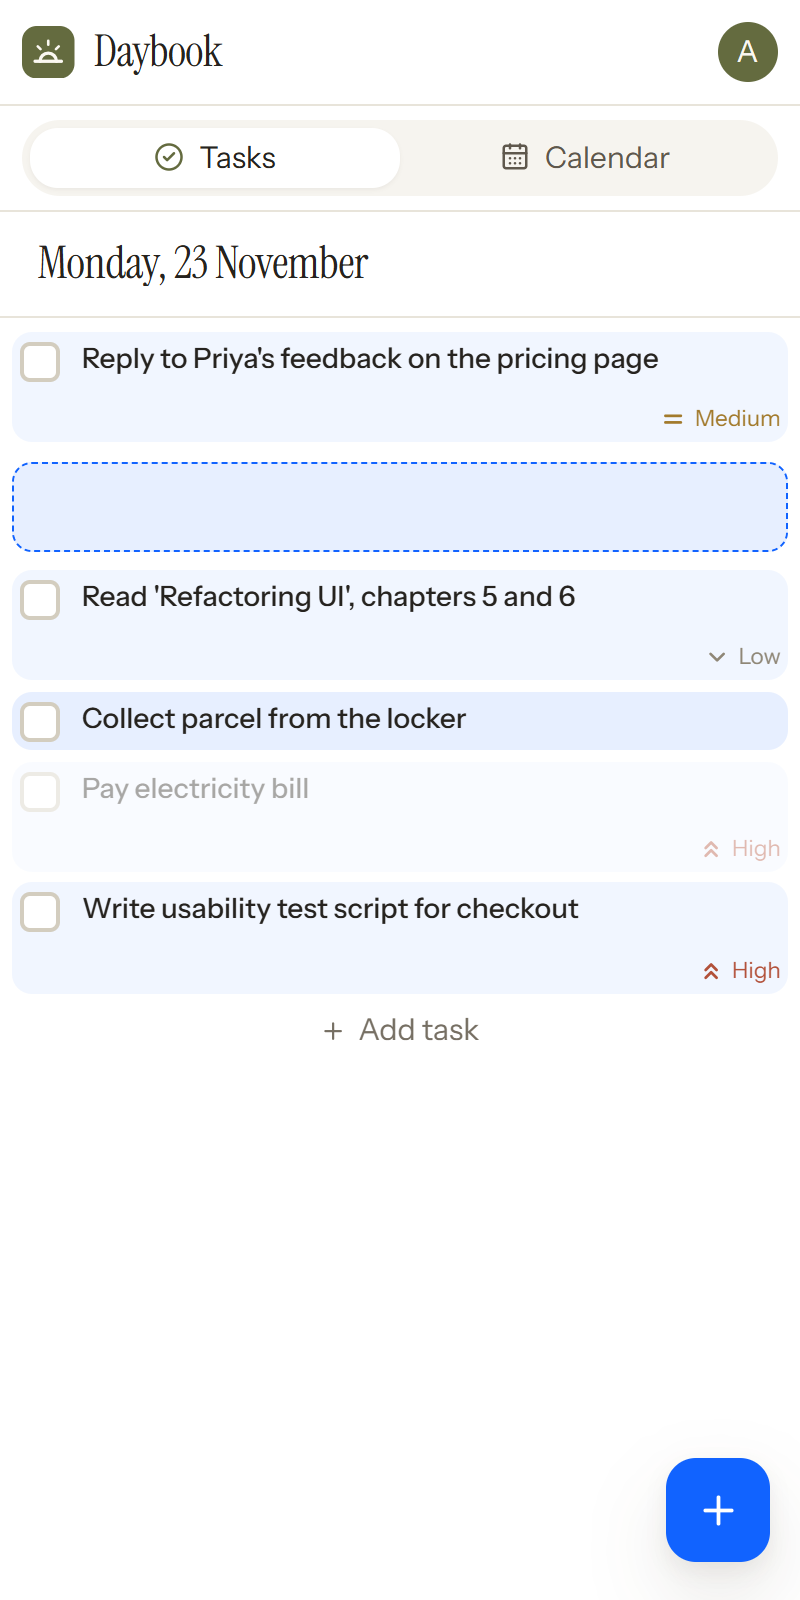 Daybook
A
Tasks
Calendar
Monday, 23 November
Reply to Priya's feedback on the pricing page
Medium
Read 'Refactoring UI', chapters 5 and 6
Low
Collect parcel from the locker
Pay electricity bill
High
Write usability test script for checkout
High
+ Add task